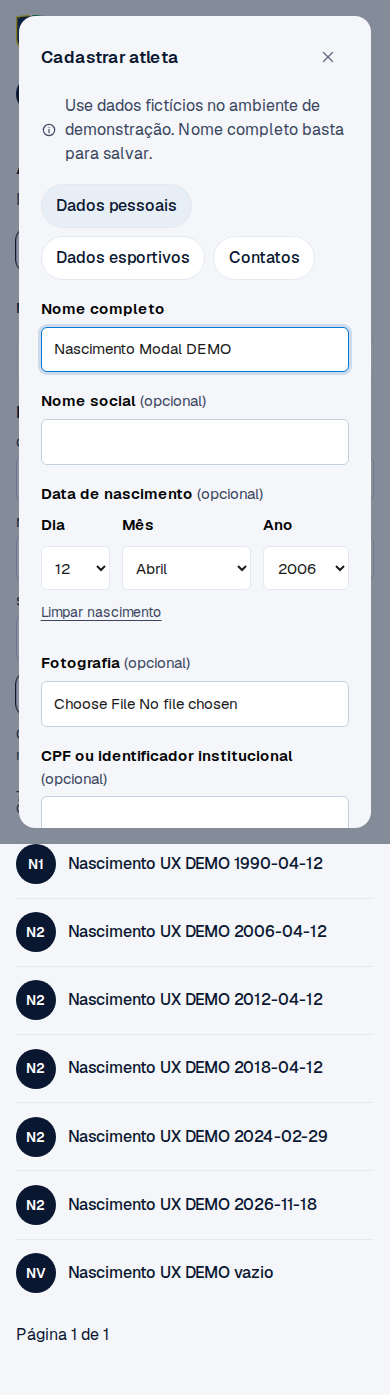 Cadastrar atleta
Use dados fictícios no ambiente de
demonstração. Nome completo basta
para salvar.
Dados pessoais
Dados esportivos
Contatos
Nome completo
Nascimento Modal DEMO
Nome social (opcional)
Data de nascimento (opcional)
Dia
Mês
Ano
12
Abril
2006
Limpar nascimento
Fotografia (opcional)
Choose File No file chosen
CPF ou identificador institucional
(opcional)
N1
Nascimento UX DEMO 1990-04-12
N2
Nascimento UX DEMO 2006-04-12
N2
Nascimento UX DEMO 2012-04-12
N2
Nascimento UX DEMO 2018-04-12
N2
Nascimento UX DEMO 2024-02-29
N2
Nascimento UX DEMO 2026-11-18
NV
Nascimento UX DEMO vazio
Página 1 de 1